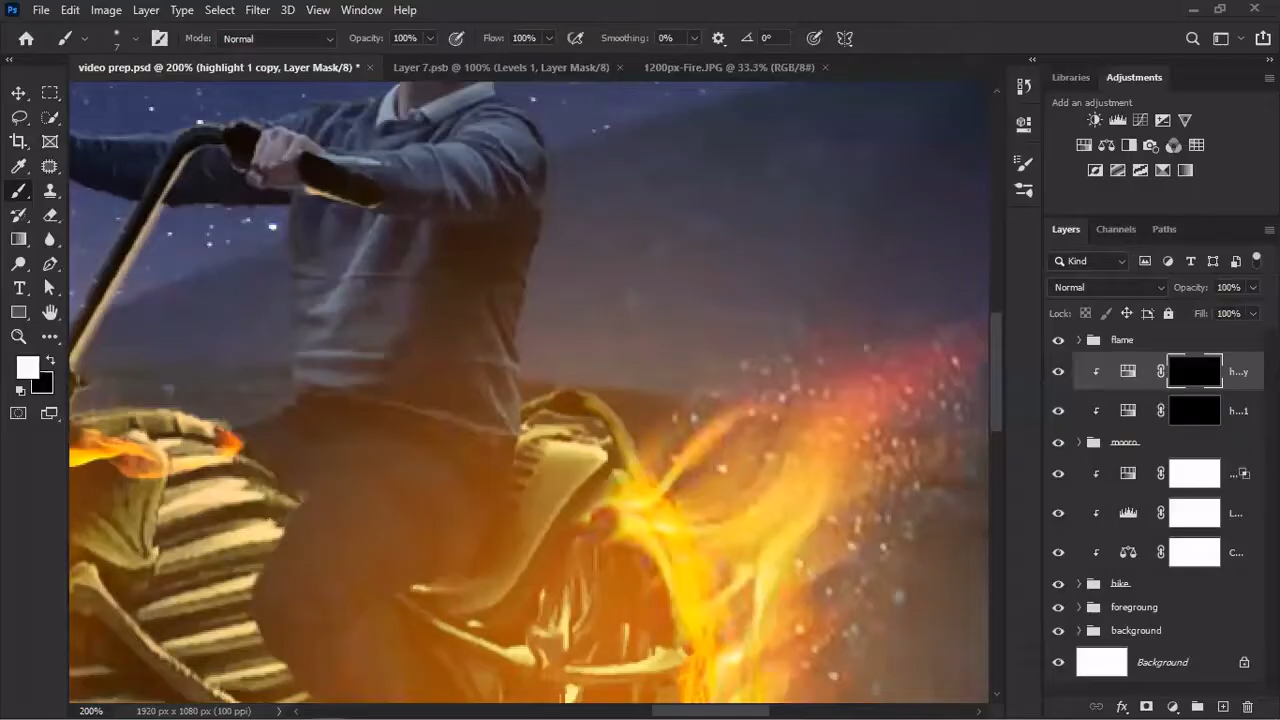 Ps File Edit Image Layer Type Select Filter 3D View Window Help
7 Mode: Normal Opacity: 100% Flow: 100% Smoothing: 0% 0°
video prep.psd @ 200% (highlight 1 copy, Layer Mask/8) * × Layer 7.psb @ 100% (Levels 1, Layer Mask/8) × 1200px-Fire.JPG @ 33.3% (RGB/8#) ×
Libraries Adjustments
Add an adjustment
Layers Channels Paths
Kind
Normal Opacity: 100%
Lock: Fill: 100%
flame
h...y
h...1
L...
C...
bike
foregroung
background
Background
200% 1920 px x 1080 px (100 ppi)